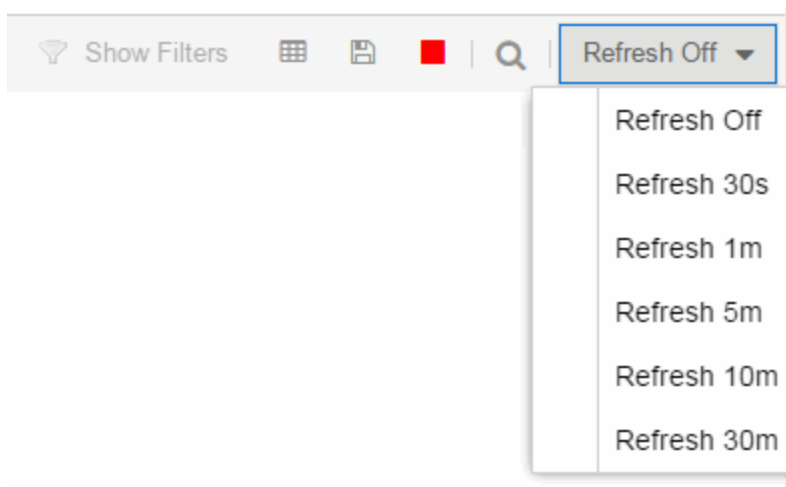 Show Filters Refresh Off
Refresh Off
Refresh 30s
Refresh 1m
Refresh 5m
Refresh 10m
Refresh 30m